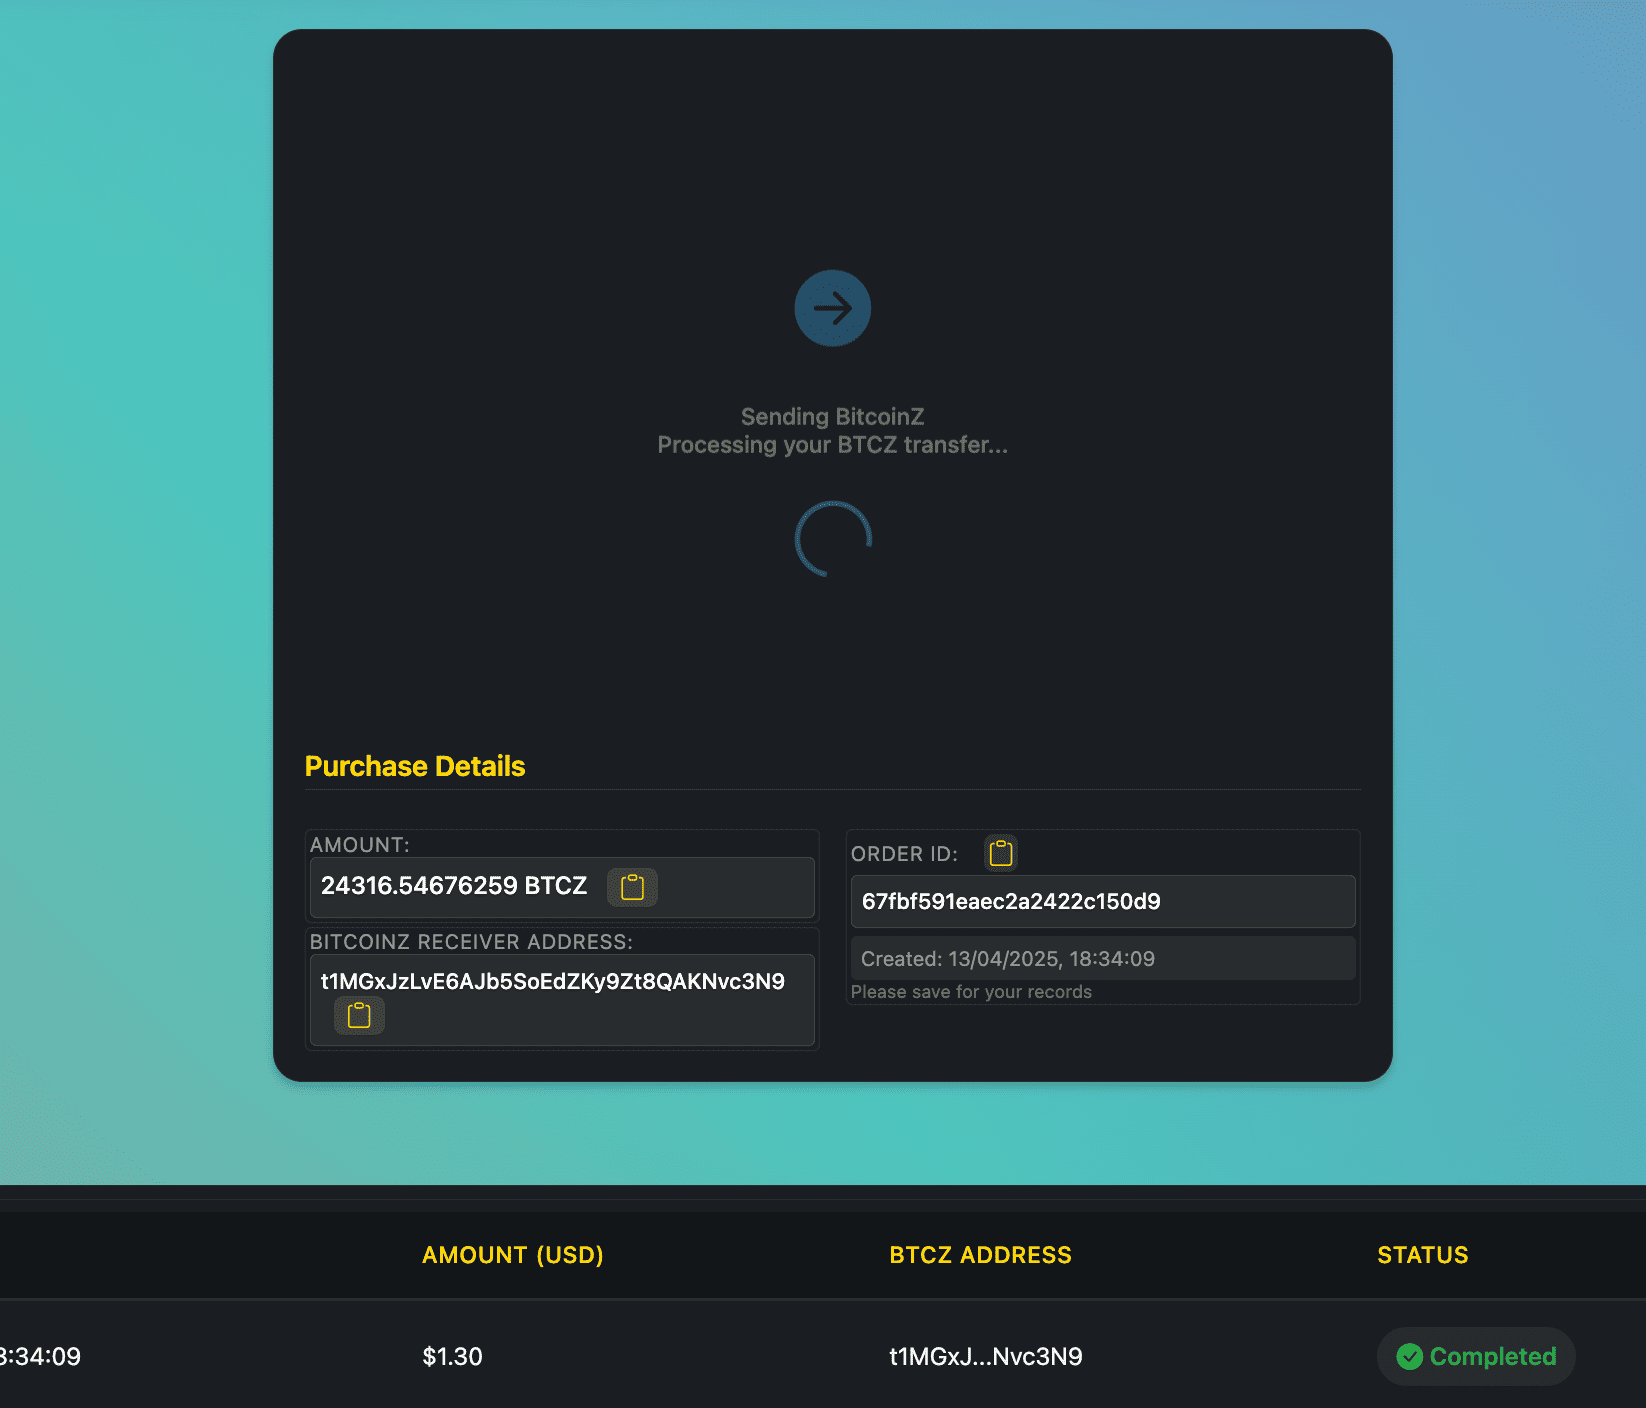 Sending BitcoinZ
Processing your BTCZ transfer...
Purchase Details
AMOUNT:
24316.54676259 BTCZ
BITCOINZ RECEIVER ADDRESS:
t1MGxJzLvE6AJb5SoEdZKy9Zt8QAKNvc3N9
ORDER ID:
67fbf591eaec2a2422c150d9
Created: 13/04/2025, 18:34:09
Please save for your records
AMOUNT (USD)
BTCZ ADDRESS
STATUS
8:34:09
$1.30
t1MGxJ...Nvc3N9
Completed